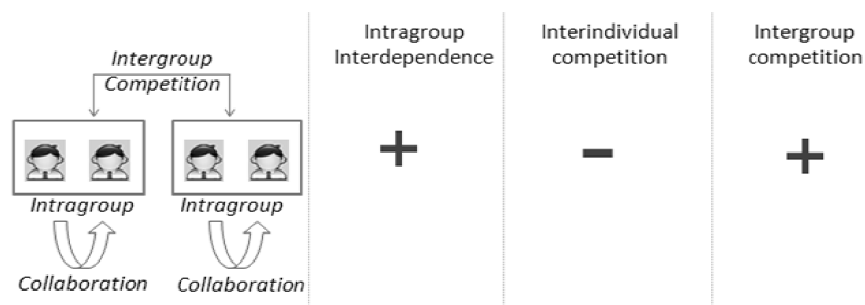 Intergroup
Competition
Intragroup
Intragroup
Collaboration
Collaboration
Intragroup
Interdependence
+
Interindividual
competition
-
Intergroup
competition
+